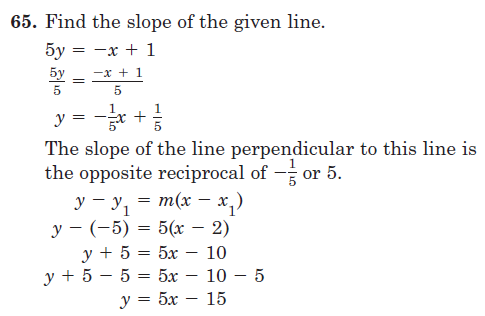 65. Find the slope of the given line.
5y = −x + 1
5y/5 = (−x + 1)/5
y = −1/5x + 1/5
The slope of the line perpendicular to this line is
the opposite reciprocal of −1/5 or 5.
y − y₁ = m(x − x₁)
y − (−5) = 5(x − 2)
y + 5 = 5x − 10
y + 5 − 5 = 5x − 10 − 5
y = 5x − 15